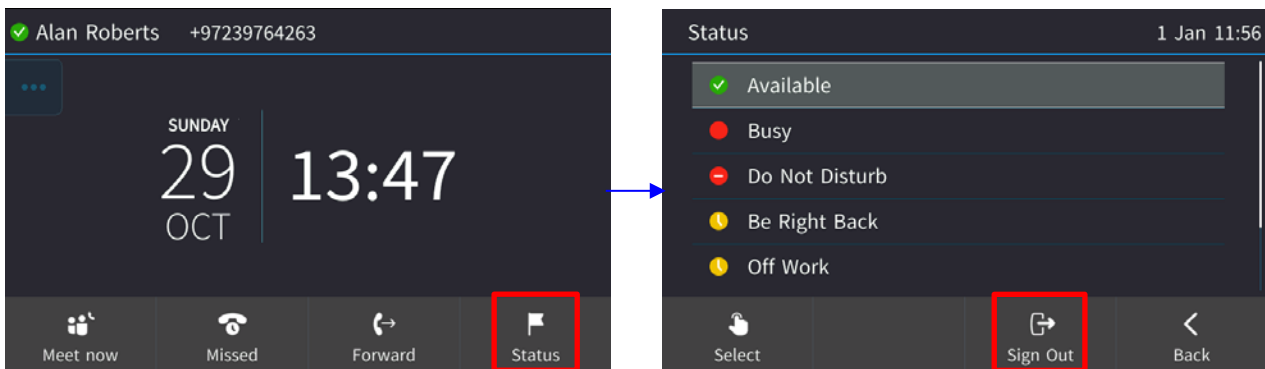 Alan Roberts +97239764263
SUNDAY
29
OCT
13:47
Meet now Missed Forward Status
Status 1 Jan 11:56
Available
Busy
Do Not Disturb
Be Right Back
Off Work
Select Sign Out Back